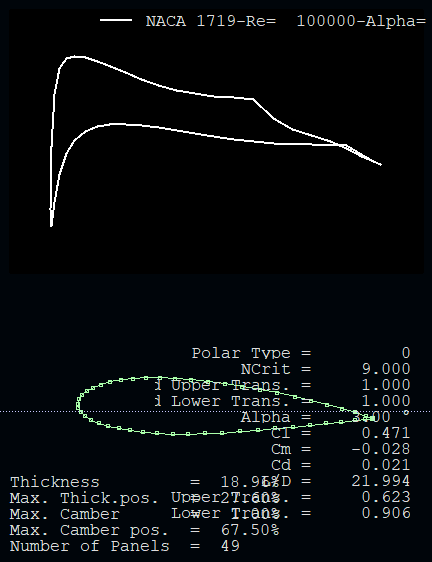 NACA 1719-Re=  100000-Alpha=
Polar Type = 0
NCrit = 9.000
Upper Trans. = 1.000
Lower Trans. = 1.000
Alpha = °
Cl = 0.471
Cm = -0.028
Cd = 0.021
L/D = 21.994
Thickness = 18.96%
Upper Trans. = 0.623
Max. Thick.pos. = 27.60%
Lower Trans. = 0.906
Max. Camber = 1.00%
Max. Camber pos. = 67.50%
Number of Panels = 49